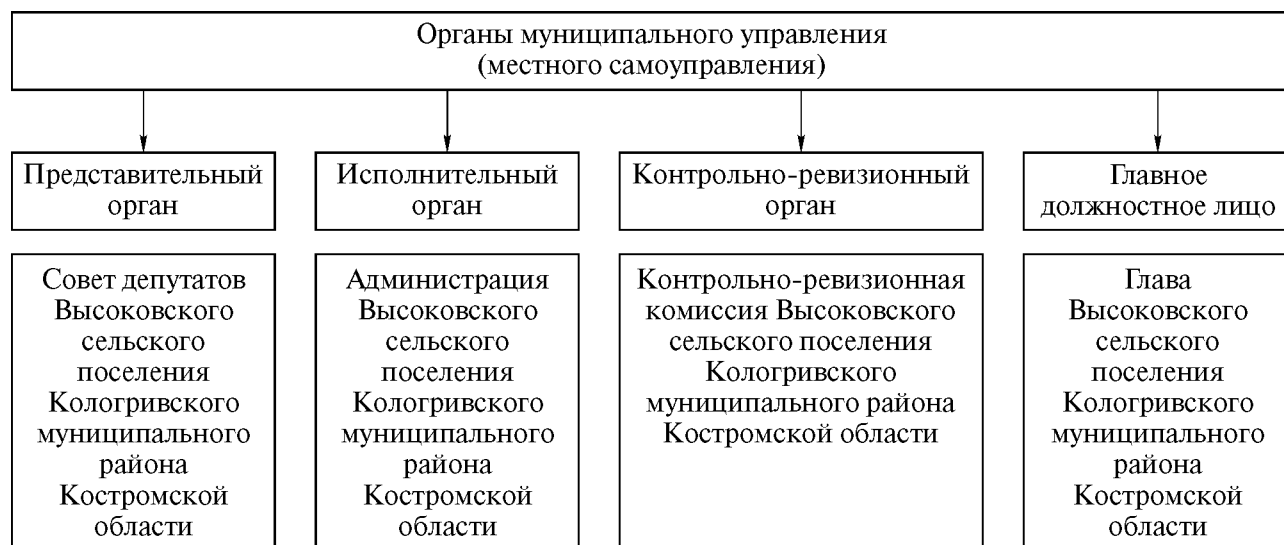 Органы муниципального управления
(местного самоуправления)
Представительный
орган
Исполнительный
орган
Контрольно-ревизионный
орган
Главное
должностное лицо
Совет депутатов
Высоковского
сельского
поселения
Кологривского
муниципального
района
Костромской
области
Администрация
Высоковского
сельского
поселения
Кологривского
муниципального
района
Костромской
области
Контрольно-ревизионная
комиссия Высоковского
сельского поселения
Кологривского
муниципального района
Костромской области
Глава
Высоковского
сельского
поселения
Кологривского
муниципального
района
Костромской
области